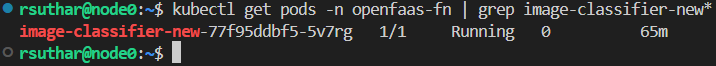 rsuthar@node0:~$ kubectl get pods -n openfaas-fn | grep image-classifier-new*
image-classifier-new-77f95ddbf5-5v7rg   1/1     Running   0          65m
rsuthar@node0:~$